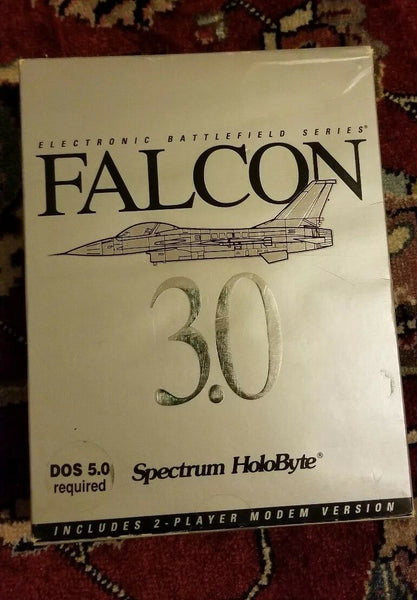 ELECTRONIC BATTLEFIELD SERIES®
FALCON
3.0
DOS 5.0
required
Spectrum HoloByte®
INCLUDES 2-PLAYER MODEM VERSION